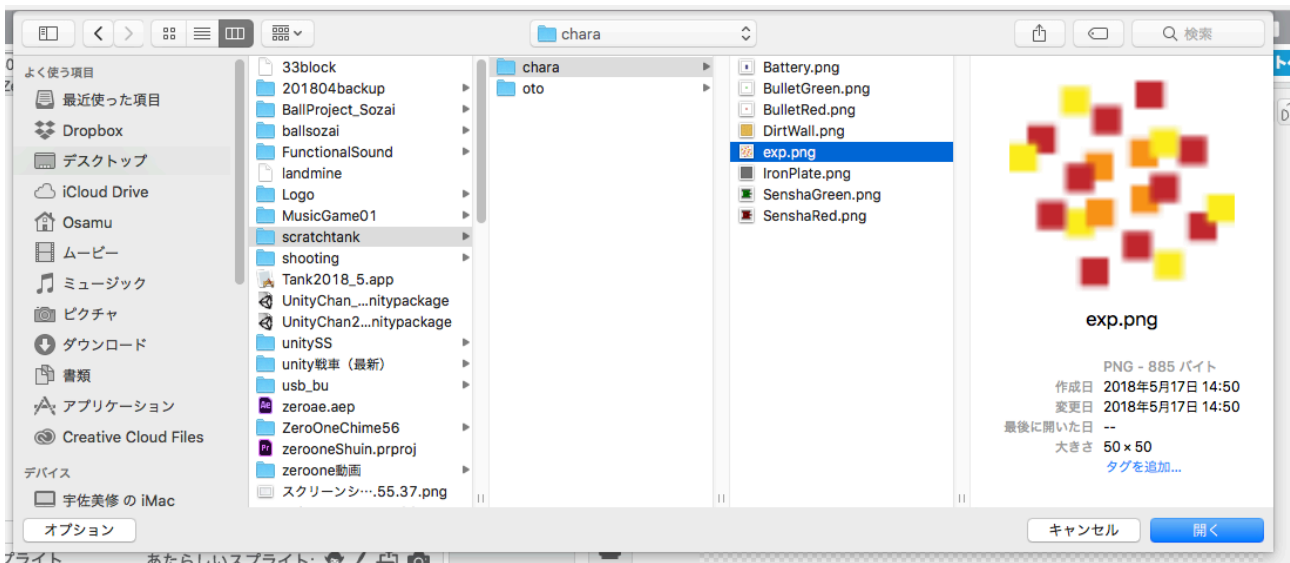 chara
検索
よく使う項目
最近使った項目
Dropbox
デスクトップ
iCloud Drive
Osamu
ムービー
ミュージック
ピクチャ
ダウンロード
書類
アプリケーション
Creative Cloud Files
デバイス
宇佐美修 の iMac
33block
201804backup
BallProject_Sozai
ballsozai
FunctionalSound
landmine
Logo
MusicGame01
scratchtank
shooting
Tank2018_5.app
UnityChan_...nitypackage
UnityChan2...nitypackage
unitySS
unity戦車（最新）
usb_bu
zeroae.aep
ZeroOneChime56
zerooneShuin.prproj
zeroone動画
スクリーンシ….55.37.png
chara
oto
Battery.png
BulletGreen.png
BulletRed.png
DirtWall.png
exp.png
IronPlate.png
SenshaGreen.png
SenshaRed.png
exp.png
PNG - 885 バイト
作成日 2018年5月17日 14:50
変更日 2018年5月17日 14:50
最後に開いた日 --
大きさ 50 × 50
タグを追加...
オプション
キャンセル
開く
プライト
あたらしいスプライト: